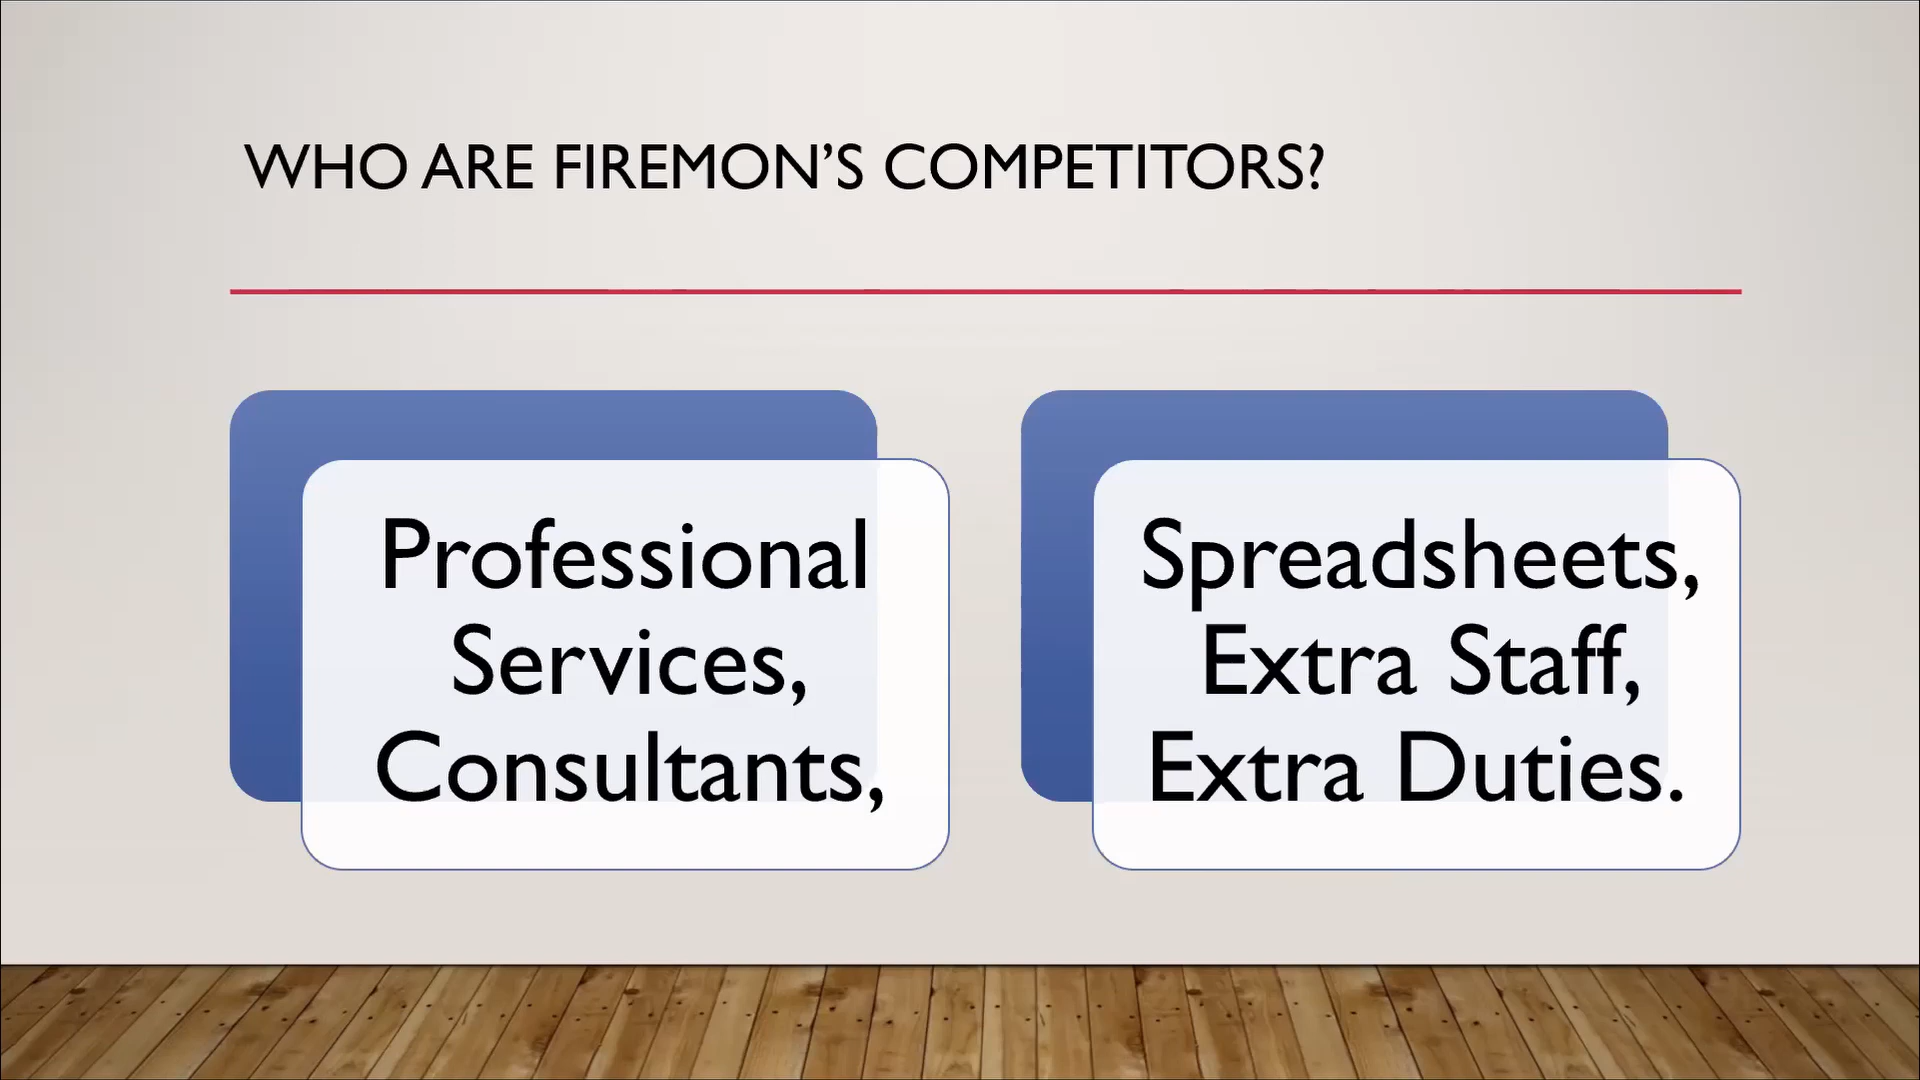 WHO ARE FIREMON’S COMPETITORS?
Professional
Services,
Consultants,
Spreadsheets,
Extra Staff,
Extra Duties.